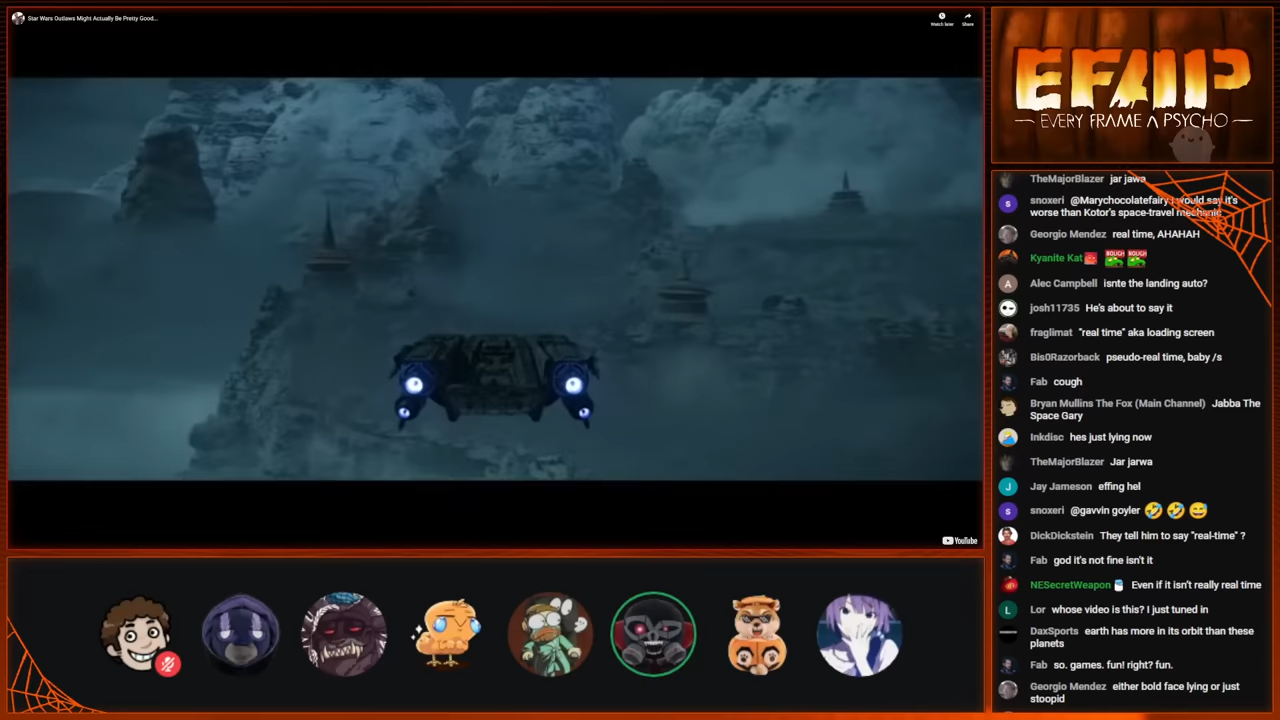 Star Wars Outlaws Might Actually Be Pretty Good...
Watch later
Share
YouTube
EFAP
EVERY FRAME A PSYCHO
TheMajorBlazer jar jawa
snoxeri @Marychocolatefairy I would say it's
worse than Kotor's space-travel mechanic
Georgio Mendez real time, AHAHAH
Kyanite Kat ROUGH ROUGH
Alec Campbell isnte the landing auto?
josh11735 He's about to say it
fraglimat "real time" aka loading screen
Bis0Razorback pseudo-real time, baby /s
Fab cough
Bryan Mullins The Fox (Main Channel) Jabba The
Space Gary
Inkdisc hes just lying now
TheMajorBlazer Jar jarwa
Jay Jameson effing hel
snoxeri @gavvin goyler
DickDickstein They tell him to say "real-time" ?
Fab god it's not fine isn't it
NESecretWeapon Even if it isn't really real time
Lor whose video is this? I just tuned in
DaxSports earth has more in its orbit than these
planets
Fab so. games. fun! right? fun.
Georgio Mendez either bold face lying or just
stoopid